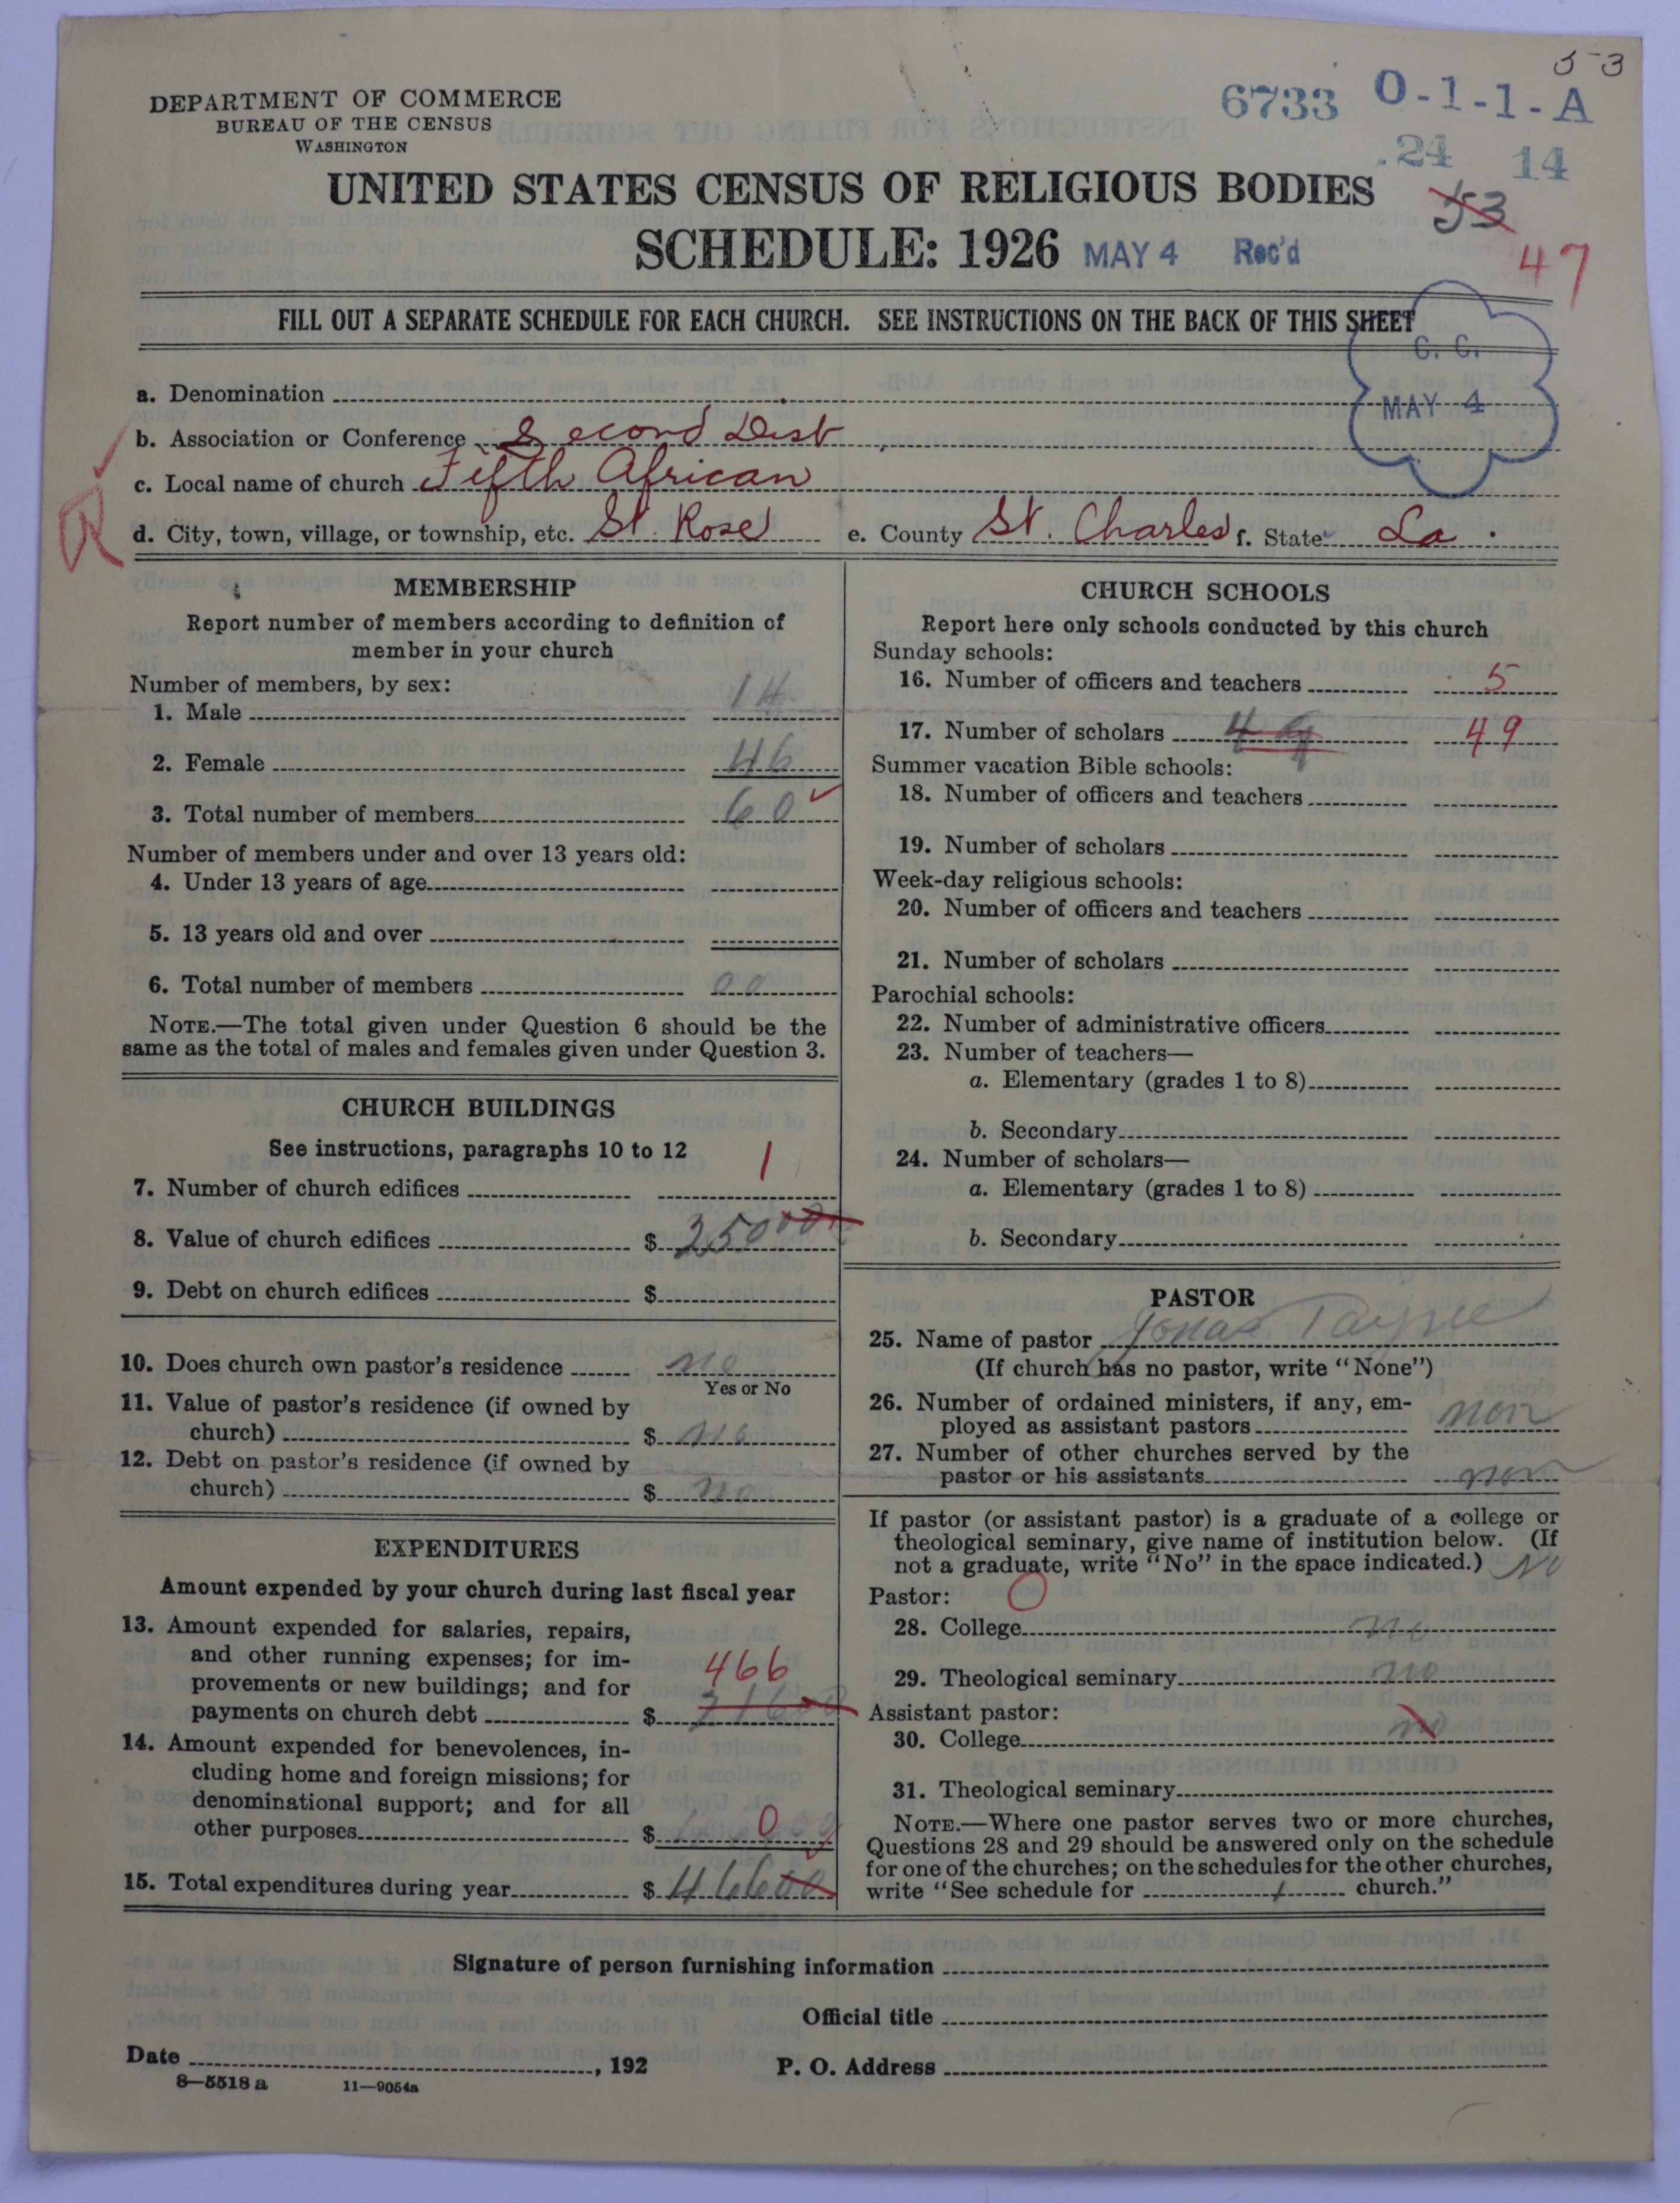 5-3
DEPARTMENT OF COMMERCE
BUREAU OF THE CENSUS
WASHINGTON
6733 O-1-1-A
24 14
UNITED STATES CENSUS OF RELIGIOUS BODIES
53
SCHEDULE: 1926 MAY 4 Rec'd
47
FILL OUT A SEPARATE SCHEDULE FOR EACH CHURCH. SEE INSTRUCTIONS ON THE BACK OF THIS SHEET
C. C.
MAY 4
a. Denomination
b. Association or Conference Second Dist
c. Local name of church Fifth African
d. City, town, village, or township, etc. St. Rose e. County St. Charles f. State La.
MEMBERSHIP
Report number of members according to definition of
member in your church
Number of members, by sex:
1. Male 14
2. Female 46
3. Total number of members 60
Number of members under and over 13 years old:
4. Under 13 years of age
5. 13 years old and over
6. Total number of members 00
NOTE.—The total given under Question 6 should be the
same as the total of males and females given under Question 3.
CHURCH BUILDINGS
See instructions, paragraphs 10 to 12
7. Number of church edifices 1
8. Value of church edifices $
9. Debt on church edifices $
10. Does church own pastor's residence no
Yes or No
11. Value of pastor's residence (if owned by
church) $ no
12. Debt on pastor's residence (if owned by
church) $ no
EXPENDITURES
Amount expended by your church during last fiscal year
13. Amount expended for salaries, repairs,
and other running expenses; for im-
provements or new buildings; and for
466
payments on church debt $
14. Amount expended for benevolences, in-
cluding home and foreign missions; for
denominational support; and for all
other purposes $ 0
15. Total expenditures during year $ 46600
CHURCH SCHOOLS
Report here only schools conducted by this church
Sunday schools:
16. Number of officers and teachers 5
17. Number of scholars 49 49
Summer vacation Bible schools:
18. Number of officers and teachers
19. Number of scholars
Week-day religious schools:
20. Number of officers and teachers
21. Number of scholars
Parochial schools:
22. Number of administrative officers
23. Number of teachers—
a. Elementary (grades 1 to 8)
b. Secondary
24. Number of scholars—
a. Elementary (grades 1 to 8)
b. Secondary
PASTOR
25. Name of pastor Jonas Payne
(If church has no pastor, write "None")
26. Number of ordained ministers, if any, em-
ployed as assistant pastors non
27. Number of other churches served by the
pastor or his assistants non
If pastor (or assistant pastor) is a graduate of a college or
theological seminary, give name of institution below. (If
not a graduate, write "No" in the space indicated.) No
Pastor: O
28. College no
29. Theological seminary no
Assistant pastor:
30. College no
31. Theological seminary
NOTE.—Where one pastor serves two or more churches,
Questions 28 and 29 should be answered only on the schedule
for one of the churches; on the schedules for the other churches,
write "See schedule for church."
Signature of person furnishing information
Official title
Date , 192 P. O. Address
8—5518 a 11—9054a